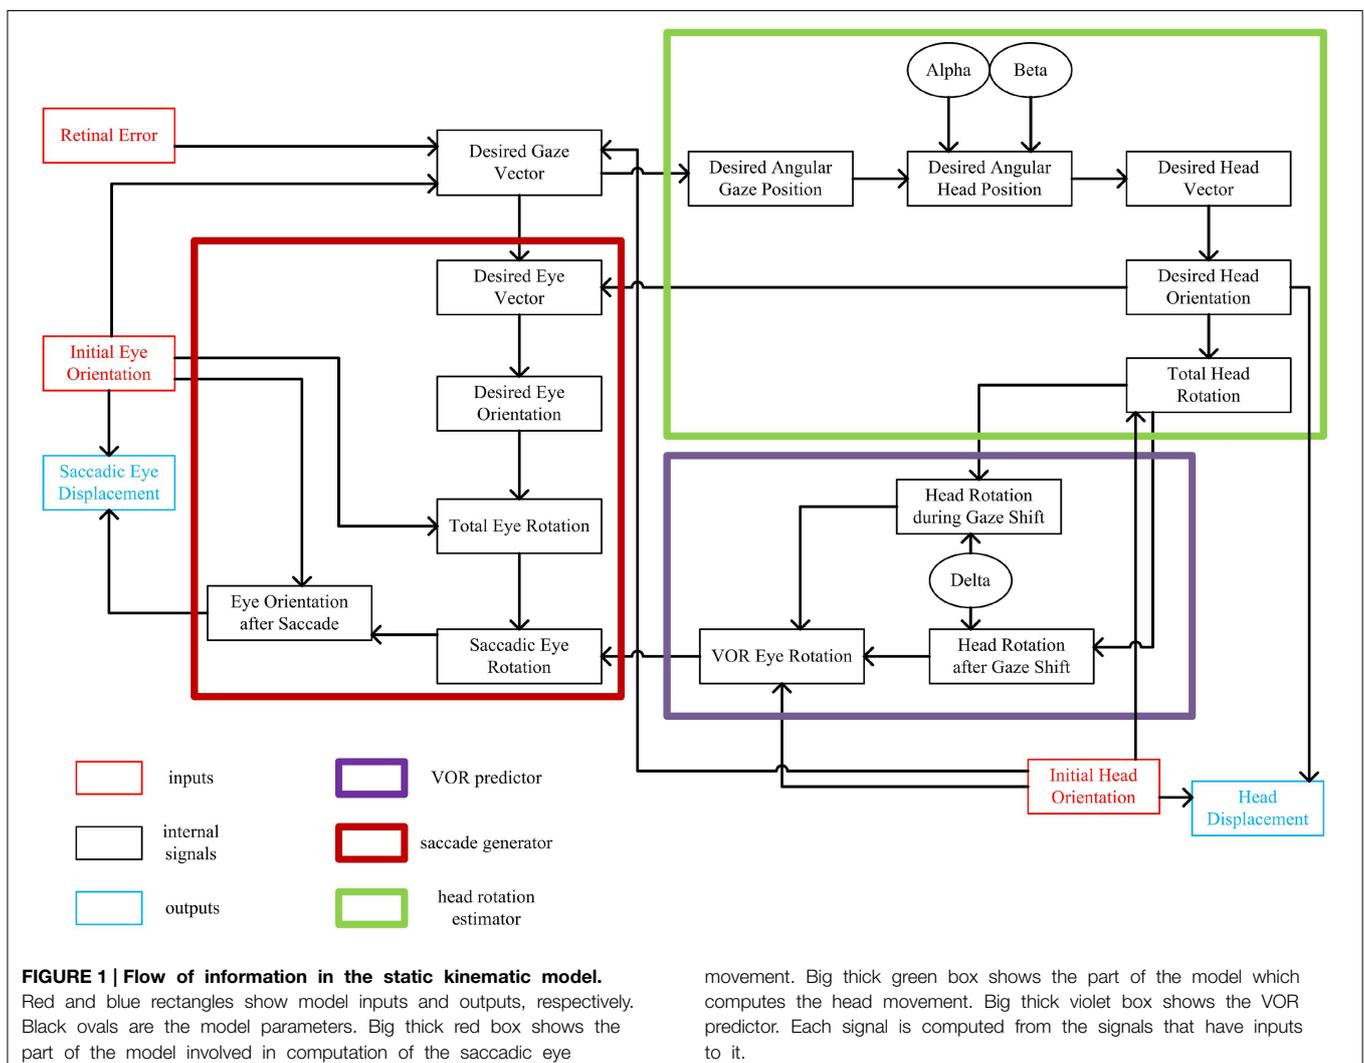 Alpha
Beta
Retinal Error
Desired Gaze
Vector
Desired Angular
Gaze Position
Desired Angular
Head Position
Desired Head
Vector
Desired Eye
Vector
Desired Head
Orientation
Initial Eye
Orientation
Total Head
Rotation
Desired Eye
Orientation
Saccadic Eye
Displacement
Head Rotation
during Gaze Shift
Total Eye Rotation
Delta
Eye Orientation
after Saccade
Saccadic Eye
Rotation
VOR Eye Rotation
Head Rotation
after Gaze Shift
Initial Head
Orientation
Head
Displacement
inputs
VOR predictor
internal
signals
saccade generator
outputs
head rotation
estimator
FIGURE 1 | Flow of information in the static kinematic model.
Red and blue rectangles show model inputs and outputs, respectively.
Black ovals are the model parameters. Big thick red box shows the
part of the model involved in computation of the saccadic eye
movement. Big thick green box shows the part of the model which
computes the head movement. Big thick violet box shows the VOR
predictor. Each signal is computed from the signals that have inputs
to it.